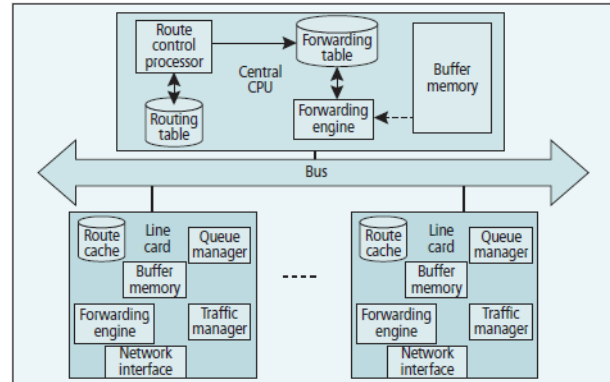 Route
control
processor
Forwarding
table
Central
CPU
Buffer
memory
Routing
table
Forwarding
engine
Bus
Route
cache
Line
card
Queue
manager
Buffer
memory
Forwarding
engine
Traffic
manager
Network
interface
Route
cache
Line
card
Queue
manager
Buffer
memory
Forwarding
engine
Traffic
manager
Network
interface